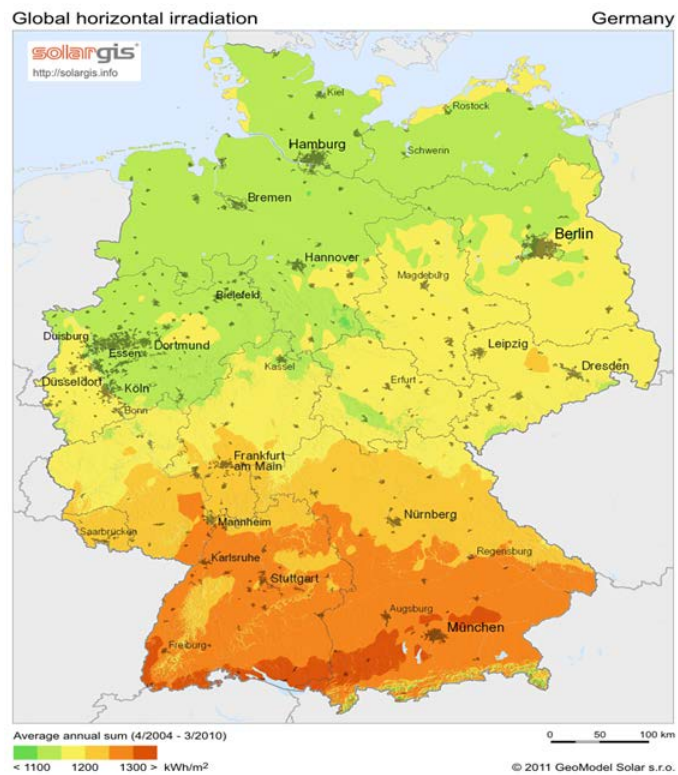 Global horizontal irradiation Germany
solargis
http://solargis.info
Kiel
Rostock
Hamburg
Schwerin
Bremen
Berlin
Hannover
Magdeburg
Bielefeld
Duisburg
Dortmund
Essen
Leipzig
Kassel
Düsseldorf
Dresden
Köln
Erfurt
Bonn
Frankfurt
am Main
Nürnberg
Mannheim
Saarbrücken
Regensburg
Karlsruhe
Stuttgart
Augsburg
München
Freiburg
Average annual sum (4/2004 - 3/2010)
0 50 100 km
< 1100 1200 1300 > kWh/m²
© 2011 GeoModel Solar s.r.o.